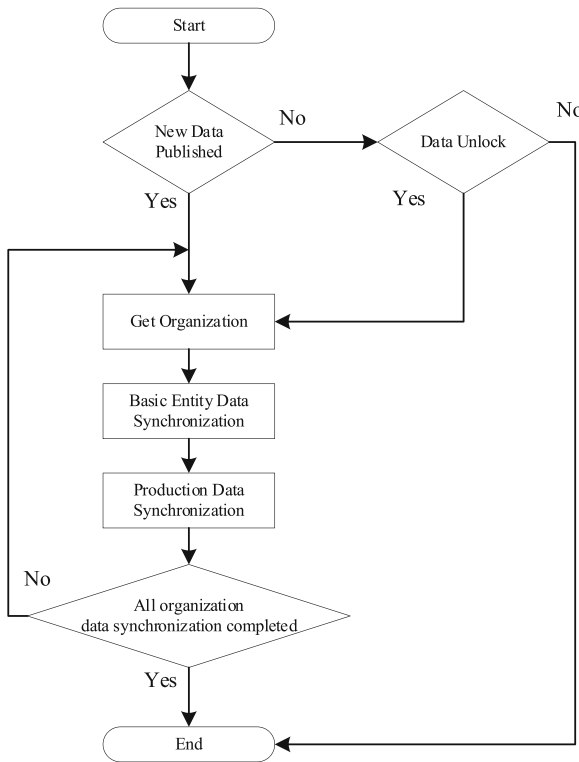 Start
New Data
Published
No
Data Unlock
No
Yes
Yes
Get Organization
Basic Entity Data
Synchronization
Production Data
Synchronization
No
All organization
data synchronization completed
Yes
End